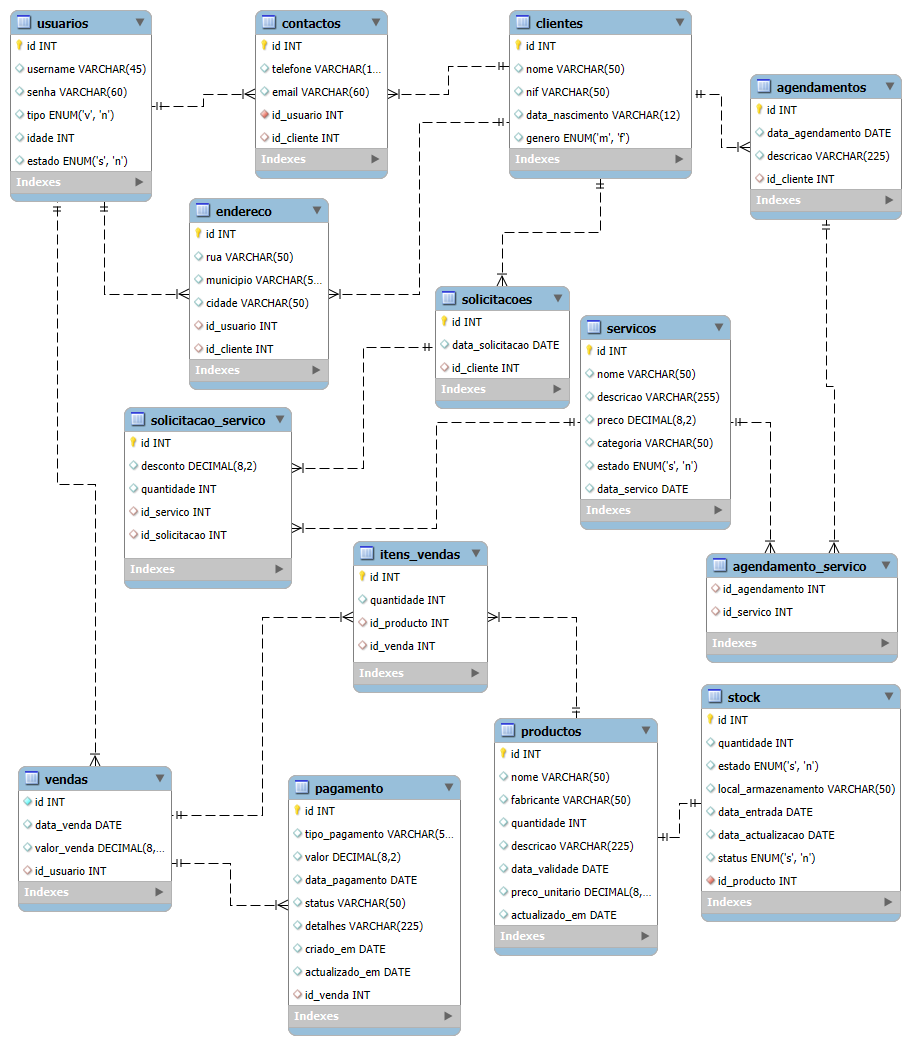 usuarios
id INT
username VARCHAR(45)
senha VARCHAR(60)
tipo ENUM('v', 'n')
idade INT
estado ENUM('s', 'n')
Indexes
contactos
id INT
telefone VARCHAR(1...
email VARCHAR(60)
id_usuario INT
id_cliente INT
Indexes
clientes
id INT
nome VARCHAR(50)
nif VARCHAR(50)
data_nascimento VARCHAR(12)
genero ENUM('m', 'f')
Indexes
agendamentos
id INT
data_agendamento DATE
descricao VARCHAR(225)
id_cliente INT
Indexes
endereco
id INT
rua VARCHAR(50)
municipio VARCHAR(5...
cidade VARCHAR(50)
id_usuario INT
id_cliente INT
Indexes
solicitacoes
id INT
data_solicitacao DATE
id_cliente INT
Indexes
servicos
id INT
nome VARCHAR(50)
descricao VARCHAR(255)
preco DECIMAL(8,2)
categoria VARCHAR(50)
estado ENUM('s', 'n')
data_servico DATE
Indexes
solicitacao_servico
id INT
desconto DECIMAL(8,2)
quantidade INT
id_servico INT
id_solicitacao INT
Indexes
itens_vendas
id INT
quantidade INT
id_producto INT
id_venda INT
Indexes
agendamento_servico
id_agendamento INT
id_servico INT
Indexes
vendas
id INT
data_venda DATE
valor_venda DECIMAL(8,...
id_usuario INT
Indexes
pagamento
id INT
tipo_pagamento VARCHAR(5...
valor DECIMAL(8,2)
data_pagamento DATE
status VARCHAR(50)
detalhes VARCHAR(225)
criado_em DATE
actualizado_em DATE
id_venda INT
Indexes
productos
id INT
nome VARCHAR(50)
fabricante VARCHAR(50)
quantidade INT
descricao VARCHAR(225)
data_validade DATE
preco_unitario DECIMAL(8,...
actualizado_em DATE
Indexes
stock
id INT
quantidade INT
estado ENUM('s', 'n')
local_armazenamento VARCHAR(50)
data_entrada DATE
data_actualizacao DATE
status ENUM('s', 'n')
id_producto INT
Indexes